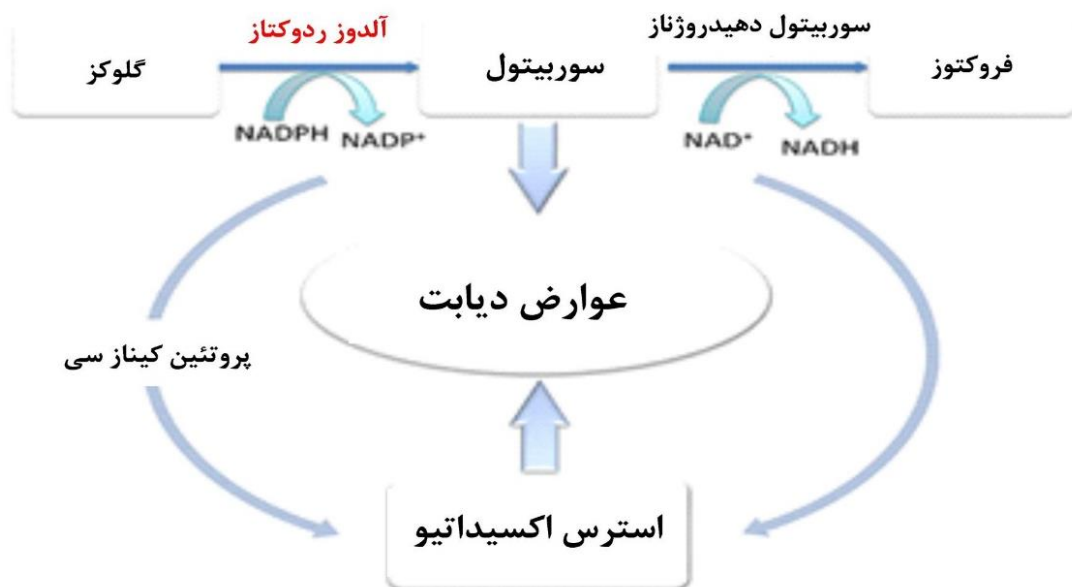 گلوکز
آلدوز ردوکتاز
NADPH
NADP⁺
سوربیتول
سوربیتول دهیدروژناز
NAD⁺
NADH
فروکتوز
عوارض دیابت
پروتئین کیناز سی
استرس اکسیداتیو